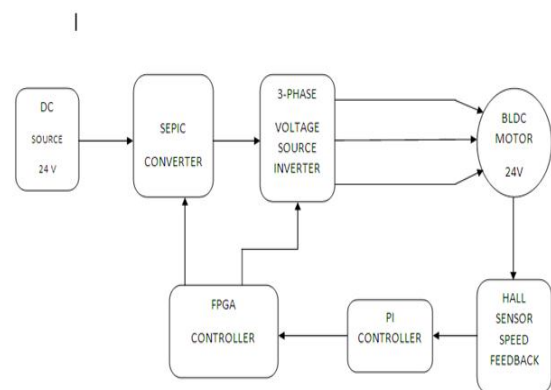 DC
SOURCE
24 V
SEPIC
CONVERTER
3-PHASE
VOLTAGE
SOURCE
INVERTER
BLDC
MOTOR
24V
FPGA
CONTROLLER
PI
CONTROLLER
HALL
SENSOR
SPEED
FEEDBACK